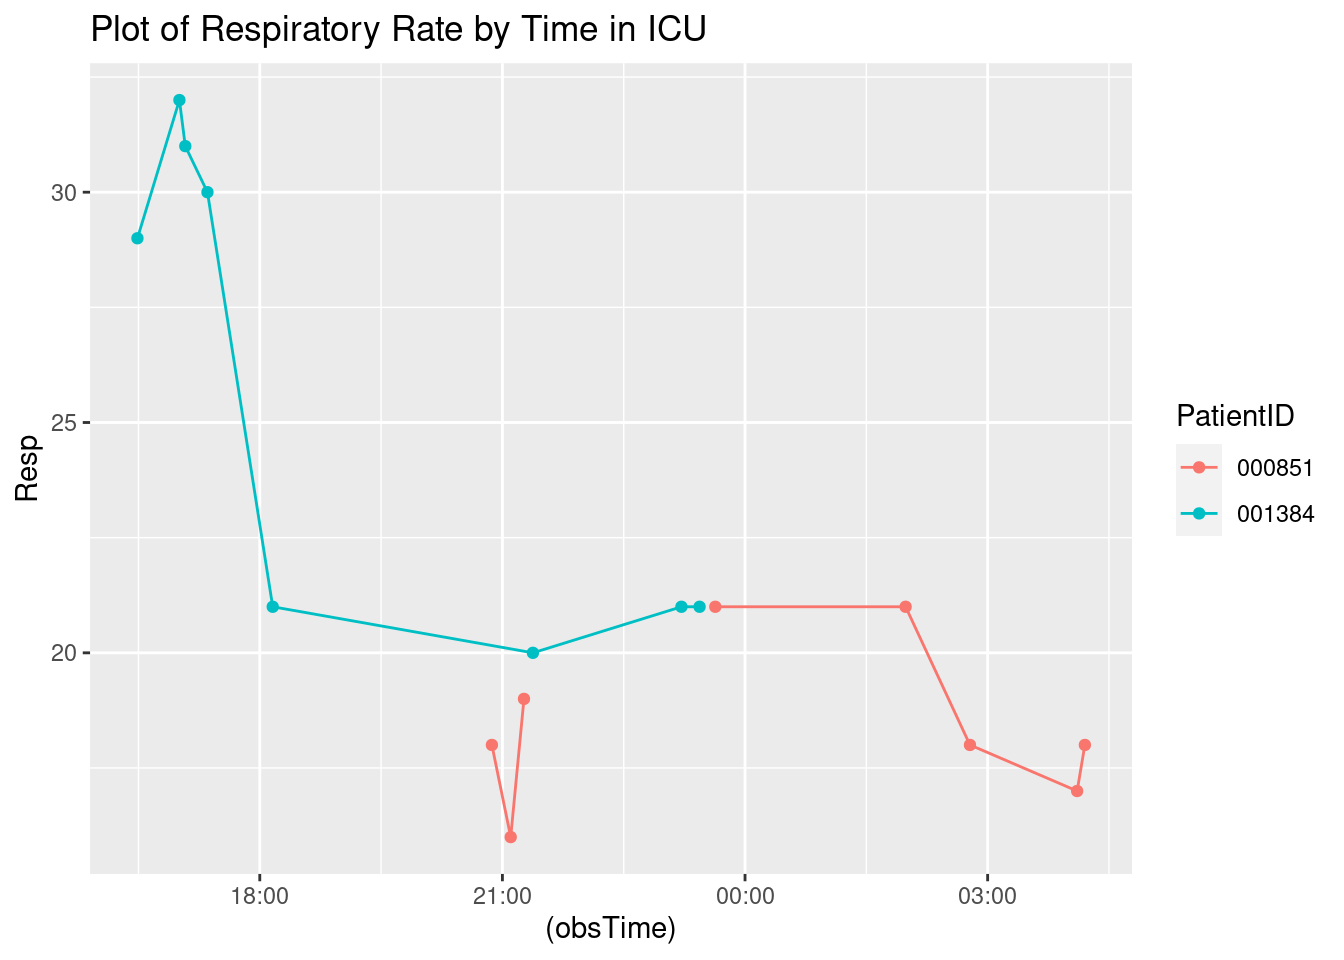 Plot of Respiratory Rate by Time in ICU
30
25
20
Resp
18:00 21:00 00:00 03:00
(obsTime)
PatientID
000851
001384